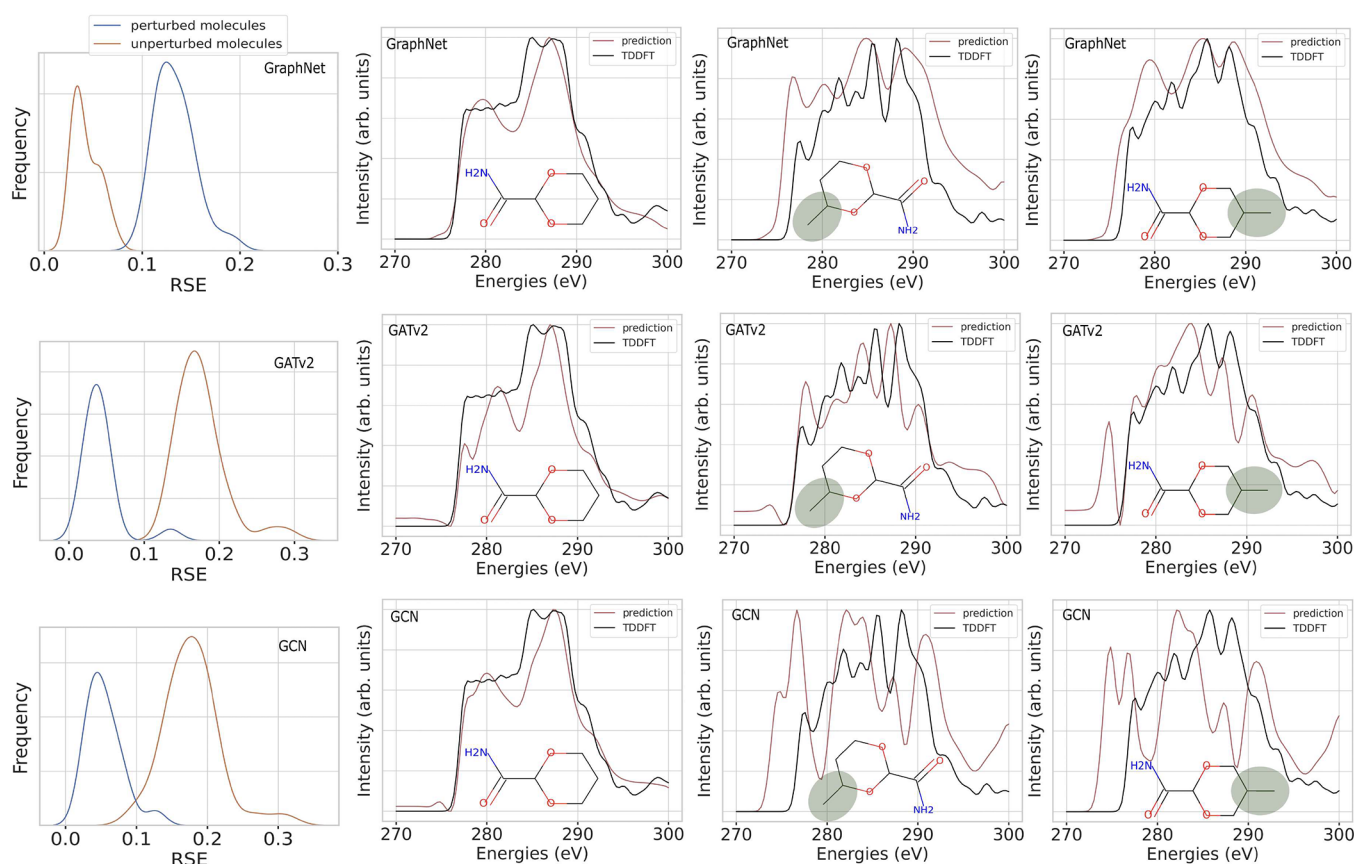 perturbed molecules
unperturbed molecules
GraphNet
Frequency
0.0 0.1 0.2 0.3
RSE
GraphNet
prediction
TDDFT
Intensity (arb. units)
H2N
O
O
O
270 280 290 300
Energies (eV)
GraphNet
prediction
TDDFT
Intensity (arb. units)
O
O
O
NH2
270 280 290 300
Energies (eV)
GraphNet
prediction
TDDFT
Intensity (arb. units)
H2N
O
O
O
270 280 290 300
Energies (eV)
GATv2
Frequency
0.0 0.1 0.2 0.3
RSE
GATv2
prediction
TDDFT
Intensity (arb. units)
H2N
O
O
O
270 280 290 300
Energies (eV)
GATv2
prediction
TDDFT
Intensity (arb. units)
O
O
O
NH2
270 280 290 300
Energies (eV)
GATv2
prediction
TDDFT
Intensity (arb. units)
H2N
O
O
O
270 280 290 300
Energies (eV)
GCN
Frequency
0.0 0.1 0.2 0.3
RSE
GCN
prediction
TDDFT
Intensity (arb. units)
H2N
O
O
O
270 280 290 300
Energies (eV)
GCN
prediction
TDDFT
Intensity (arb. units)
O
O
O
NH2
270 280 290 300
Energies (eV)
GCN
prediction
TDDFT
Intensity (arb. units)
H2N
O
O
O
270 280 290 300
Energies (eV)